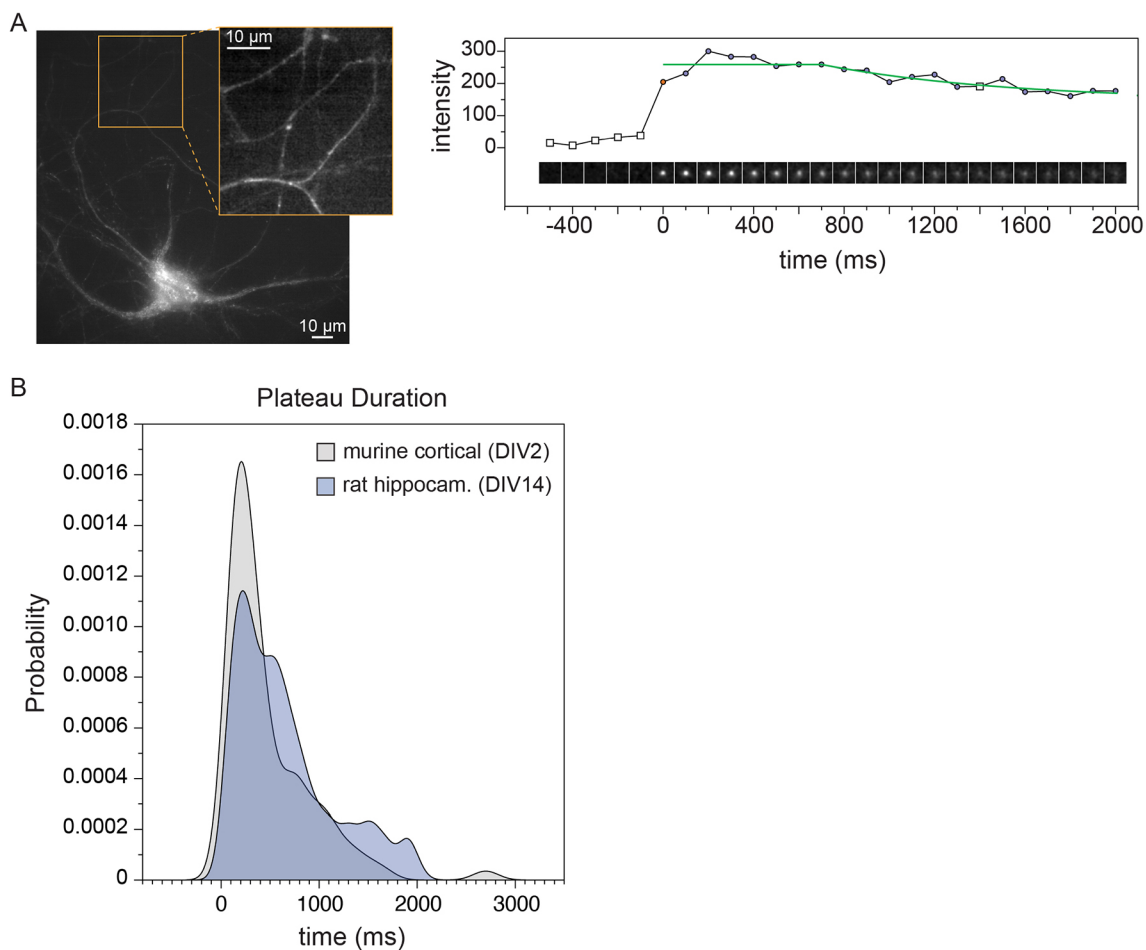 A
10 µm
10 µm
intensity
300
200
100
0
-400 0 400 800 1200 1600 2000
time (ms)
B
Plateau Duration
murine cortical (DIV2)
rat hippocam. (DIV14)
Probability
0.0018
0.0016
0.0014
0.0012
0.0010
0.0008
0.0006
0.0004
0.0002
0
0 1000 2000 3000
time (ms)